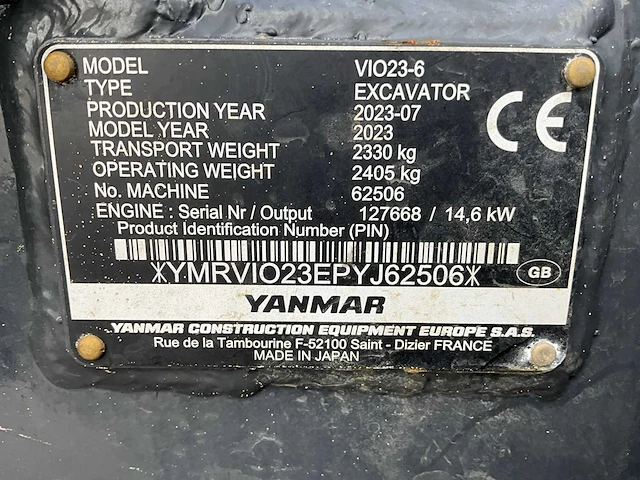 MODEL VIO23-6
TYPE EXCAVATOR
PRODUCTION YEAR 2023-07
MODEL YEAR 2023
TRANSPORT WEIGHT 2330 kg
OPERATING WEIGHT 2405 kg
No. MACHINE 62506
ENGINE : Serial Nr / Output 127668 / 14,6 kW
Product Identification Number (PIN)
CE
*YMRVIO23EPYJ62506*
GB
YANMAR
YANMAR CONSTRUCTION EQUIPMENT EUROPE S.A.S.
Rue de la Tambourine F-52100 Saint - Dizier FRANCE
MADE IN JAPAN